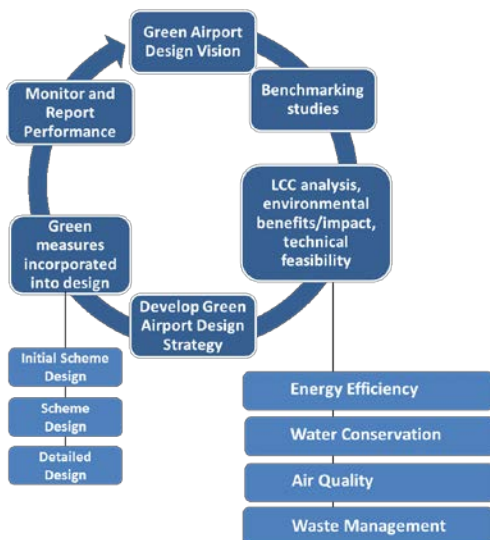 Green Airport
Design Vision
Benchmarking
studies
LCC analysis,
environmental
benefits/impact,
technical
feasibility
Develop Green
Airport Design
Strategy
Green
measures
incorporated
into design
Monitor and
Report
Performance
Initial Scheme
Design
Scheme
Design
Detailed
Design
Energy Efficiency
Water Conservation
Air Quality
Waste Management